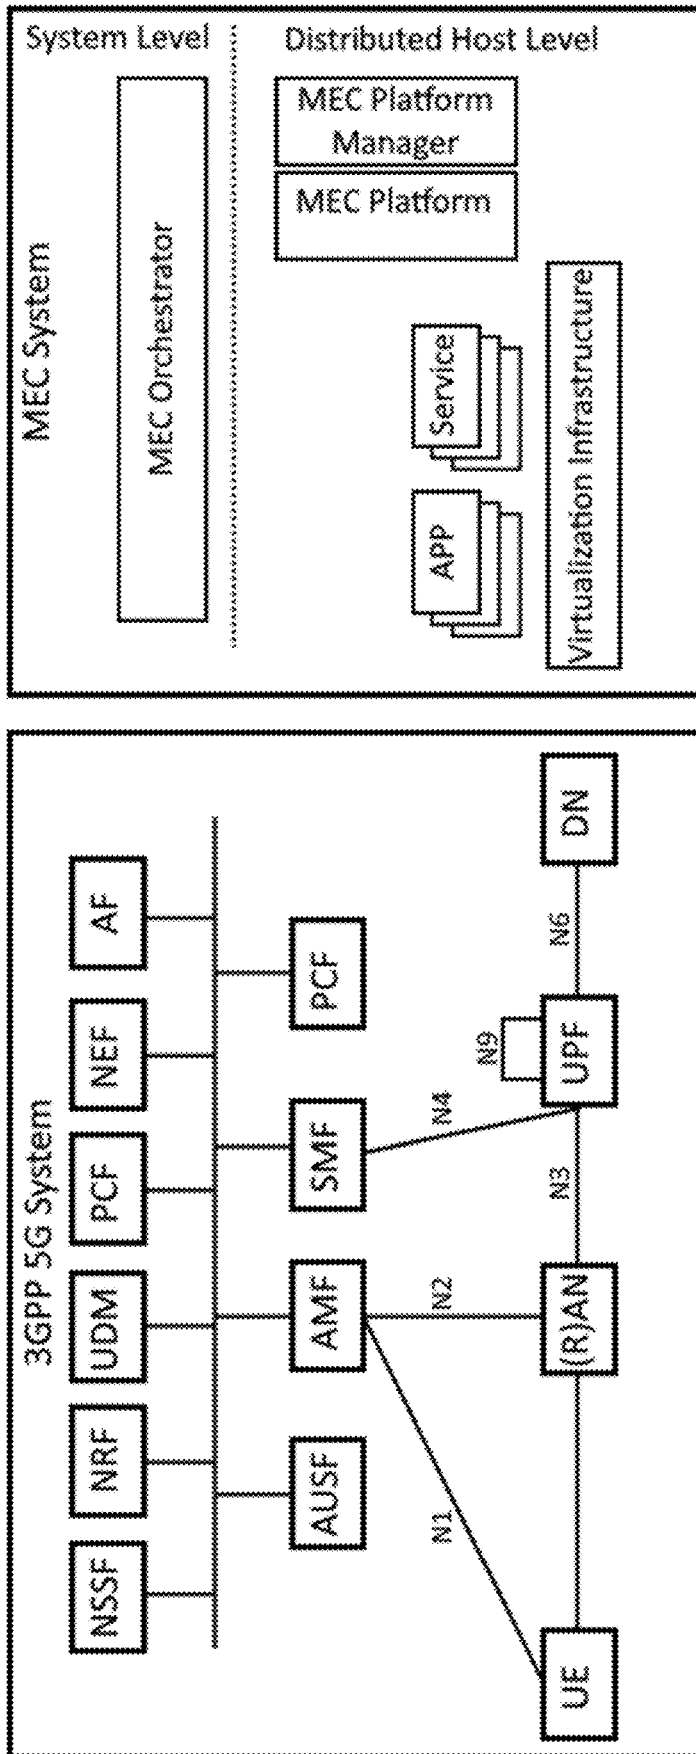 3GPP 5G System
NSSF
NRF
UDM
PCF
NEF
AF
AUSF
AMF
SMF
PCF
N1
N2
N4
N9
UE
(R)AN
N3
UPF
N6
DN
MEC System
System Level
MEC Orchestrator
Distributed Host Level
MEC Platform
Manager
MEC Platform
APP
Service
Virtualization Infrastructure